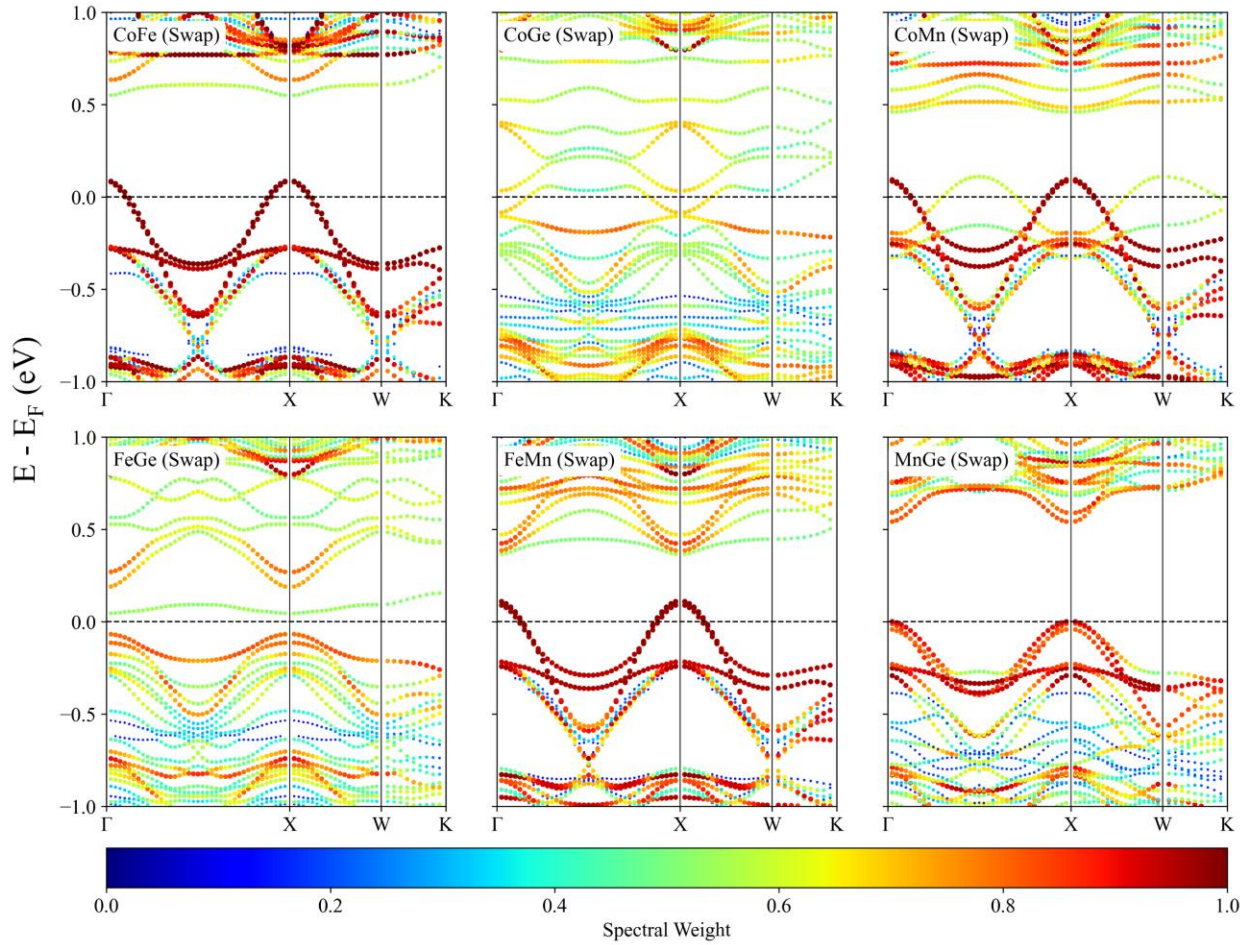 CoFe (Swap)
CoGe (Swap)
CoMn (Swap)
1.0
0.5
0.0
−0.5
−1.0
Γ X W K
Γ X W K
Γ X W K
E - E_F (eV)
FeGe (Swap)
FeMn (Swap)
MnGe (Swap)
1.0
0.5
0.0
−0.5
−1.0
Γ X W K
Γ X W K
Γ X W K
0.0 0.2 0.4 0.6 0.8 1.0
Spectral Weight